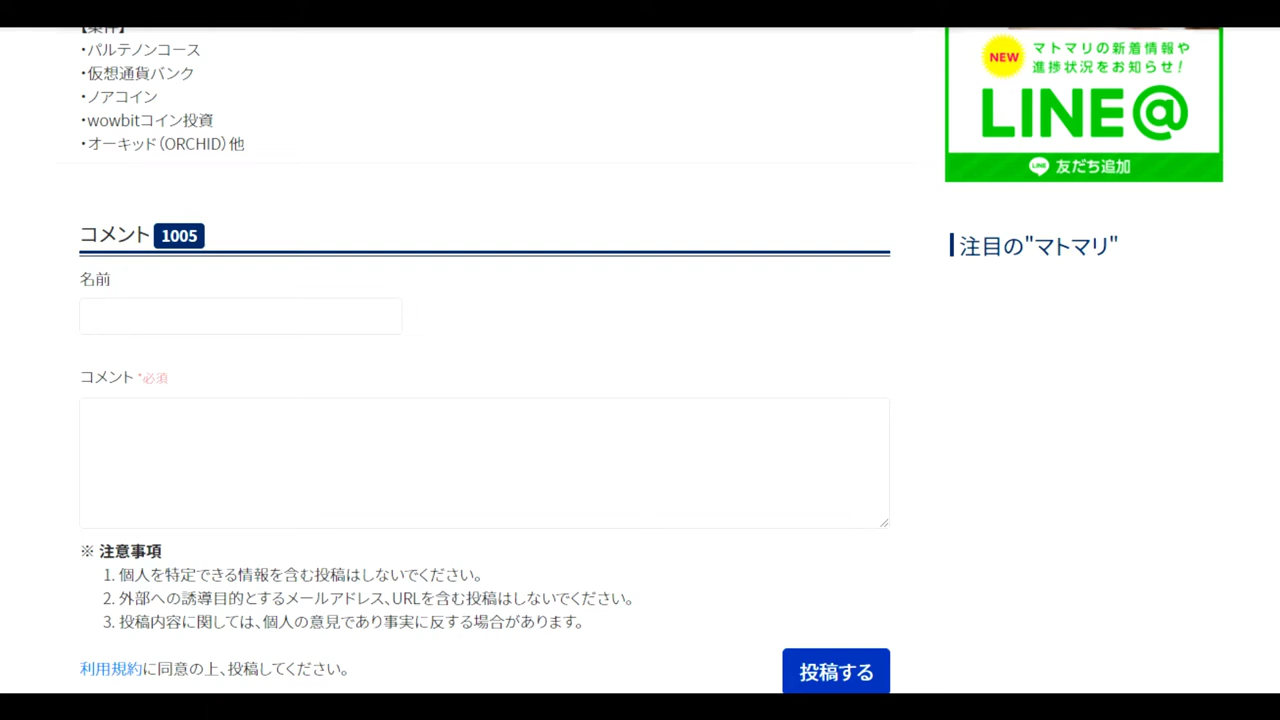 【案件】
・パルテノンコース
・仮想通貨バンク
・ノアコイン
・wowbitコイン投資
・オーキッド（ORCHID）他
コメント 1005
名前
コメント *必須
※ 注意事項
1. 個人を特定できる情報を含む投稿はしないでください。
2. 外部への誘導目的とするメールアドレス、URLを含む投稿はしないでください。
3. 投稿内容に関しては、個人の意見であり事実に反する場合があります。
利用規約に同意の上、投稿してください。
投稿する
NEW
マトマリの新着情報や
進捗状況をお知らせ！
LINE@
LINE 友だち追加
注目の"マトマリ"